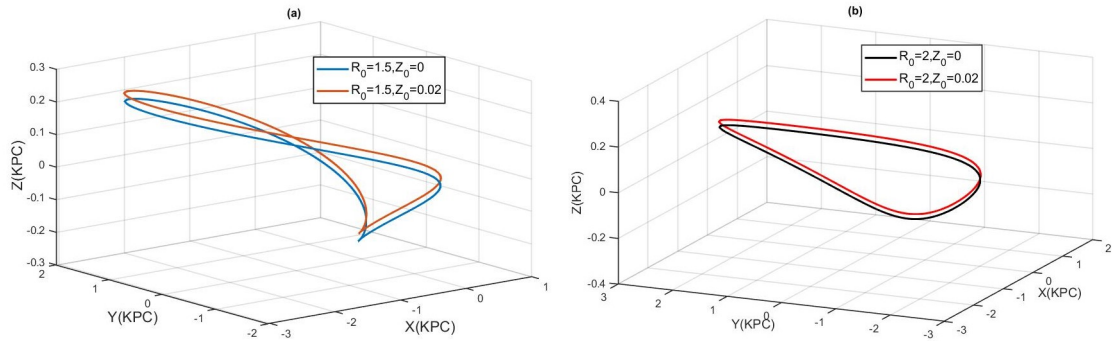 (a)
R₀=1.5,Z₀=0
R₀=1.5,Z₀=0.02
0.3
0.2
0.1
0
-0.1
-0.2
-0.3
Z(KPC)
2
1
0
-1
-2
Y(KPC)
-3
-2
-1
0
1
X(KPC)
(b)
R₀=2,Z₀=0
R₀=2,Z₀=0.02
0.4
0.2
0
-0.2
-0.4
Z(KPC)
3
2
1
0
-1
-2
-3
Y(KPC)
-3
-2
-1
0
1
2
X(KPC)